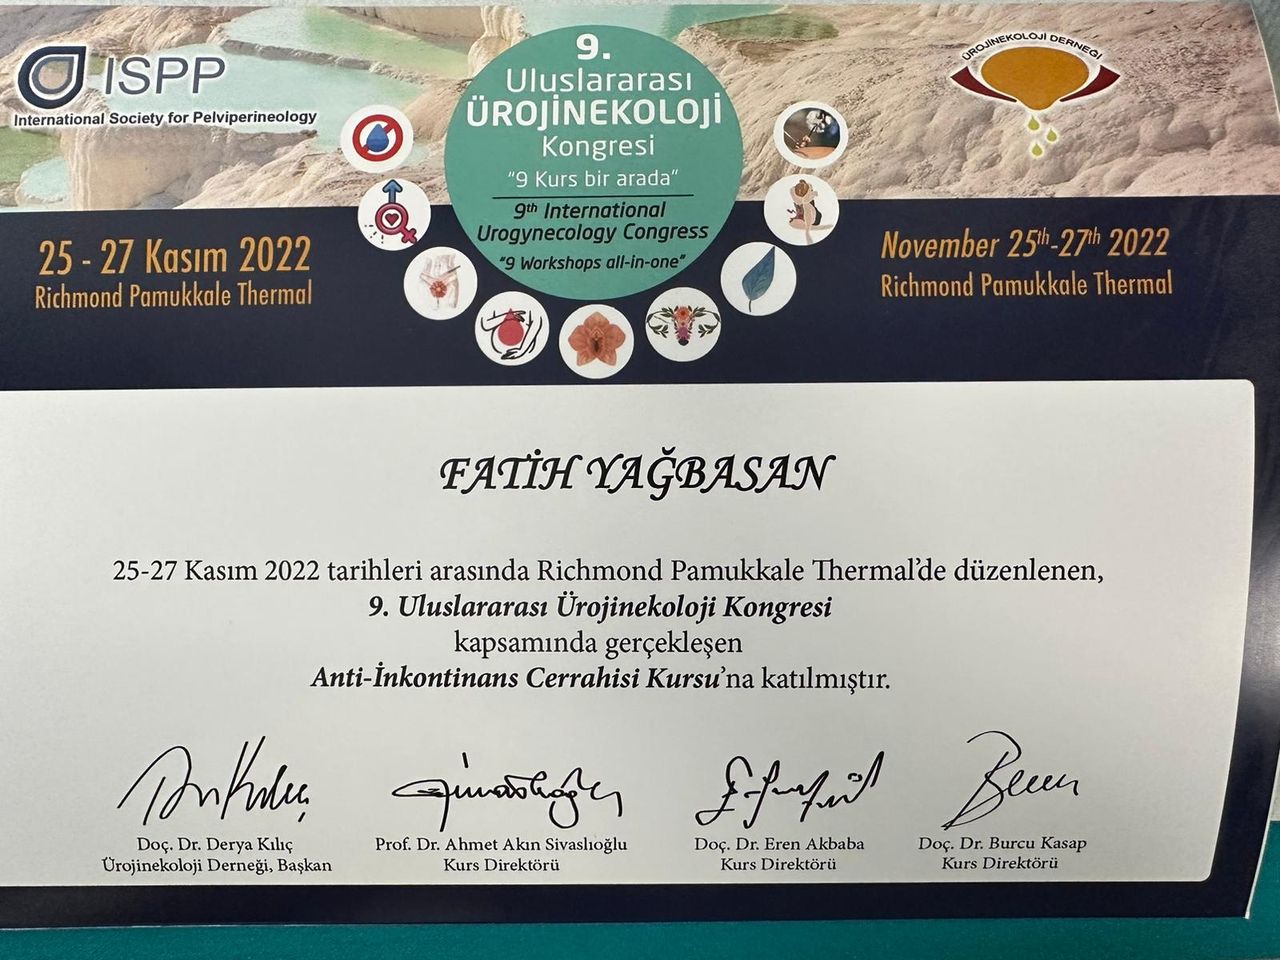 ISPP
International Society for Pelviperineology
9.
Uluslararası
ÜROJİNEKOLOJİ
Kongresi
"9 Kurs bir arada"
9th International
Urogynecology Congress
"9 Workshops all-in-one"
ÜROJİNEKOLOJİ DERNEĞİ
25 - 27 Kasım 2022
Richmond Pamukkale Thermal
November 25th-27th 2022
Richmond Pamukkale Thermal
FATİH YAĞBASAN
25-27 Kasım 2022 tarihleri arasında Richmond Pamukkale Thermal'de düzenlenen,
9. Uluslararası Ürojinekoloji Kongresi
kapsamında gerçekleşen
Anti-İnkontinans Cerrahisi Kursu'na katılmıştır.
Doç. Dr. Derya Kılıç
Ürojinekoloji Derneği, Başkan
Prof. Dr. Ahmet Akın Sivaslıoğlu
Kurs Direktörü
Doç. Dr. Eren Akbaba
Kurs Direktörü
Doç. Dr. Burcu Kasap
Kurs Direktörü